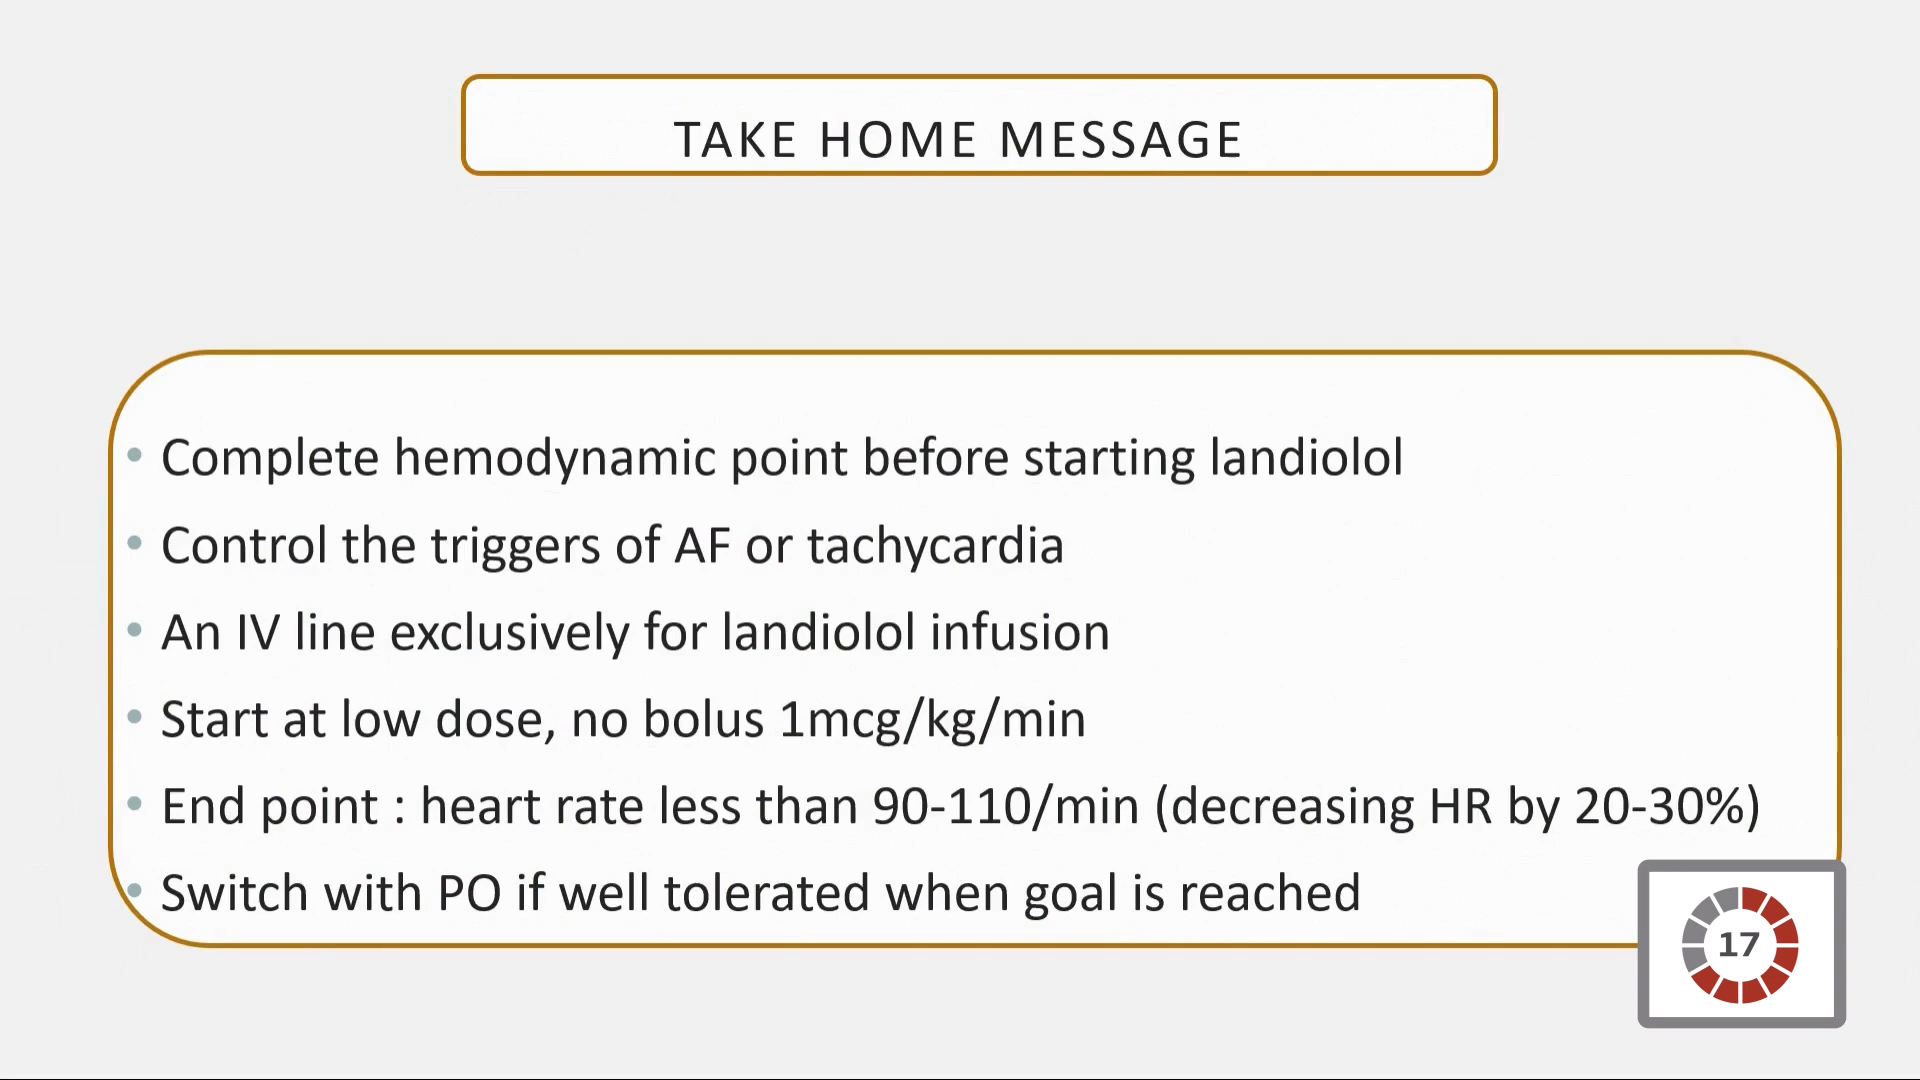 TAKE HOME MESSAGE
• Complete hemodynamic point before starting landiolol
• Control the triggers of AF or tachycardia
• An IV line exclusively for landiolol infusion
• Start at low dose, no bolus 1mcg/kg/min
• End point : heart rate less than 90-110/min (decreasing HR by 20-30%)
• Switch with PO if well tolerated when goal is reached
17